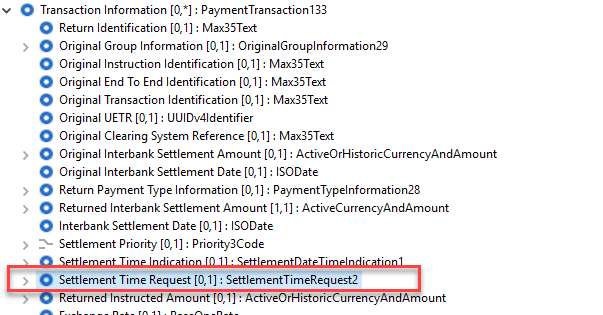 Transaction Information [0,*] : PaymentTransaction133
Return Identification [0,1] : Max35Text
Original Group Information [0,1] : OriginalGroupInformation29
Original Instruction Identification [0,1] : Max35Text
Original End To End Identification [0,1] : Max35Text
Original Transaction Identification [0,1] : Max35Text
Original UETR [0,1] : UUIDv4Identifier
Original Clearing System Reference [0,1] : Max35Text
Original Interbank Settlement Amount [0,1] : ActiveOrHistoricCurrencyAndAmount
Original Interbank Settlement Date [0,1] : ISODate
Return Payment Type Information [0,1] : PaymentTypeInformation28
Returned Interbank Settlement Amount [1,1] : ActiveCurrencyAndAmount
Interbank Settlement Date [0,1] : ISODate
Settlement Priority [0,1] : Priority3Code
Settlement Time Indication [0,1] : SettlementDateTimeIndication1
Settlement Time Request [0,1] : SettlementTimeRequest2
Returned Instructed Amount [0,1] : ActiveOrHistoricCurrencyAndAmount
Exchange Rate [0,1] : BaseOneRate